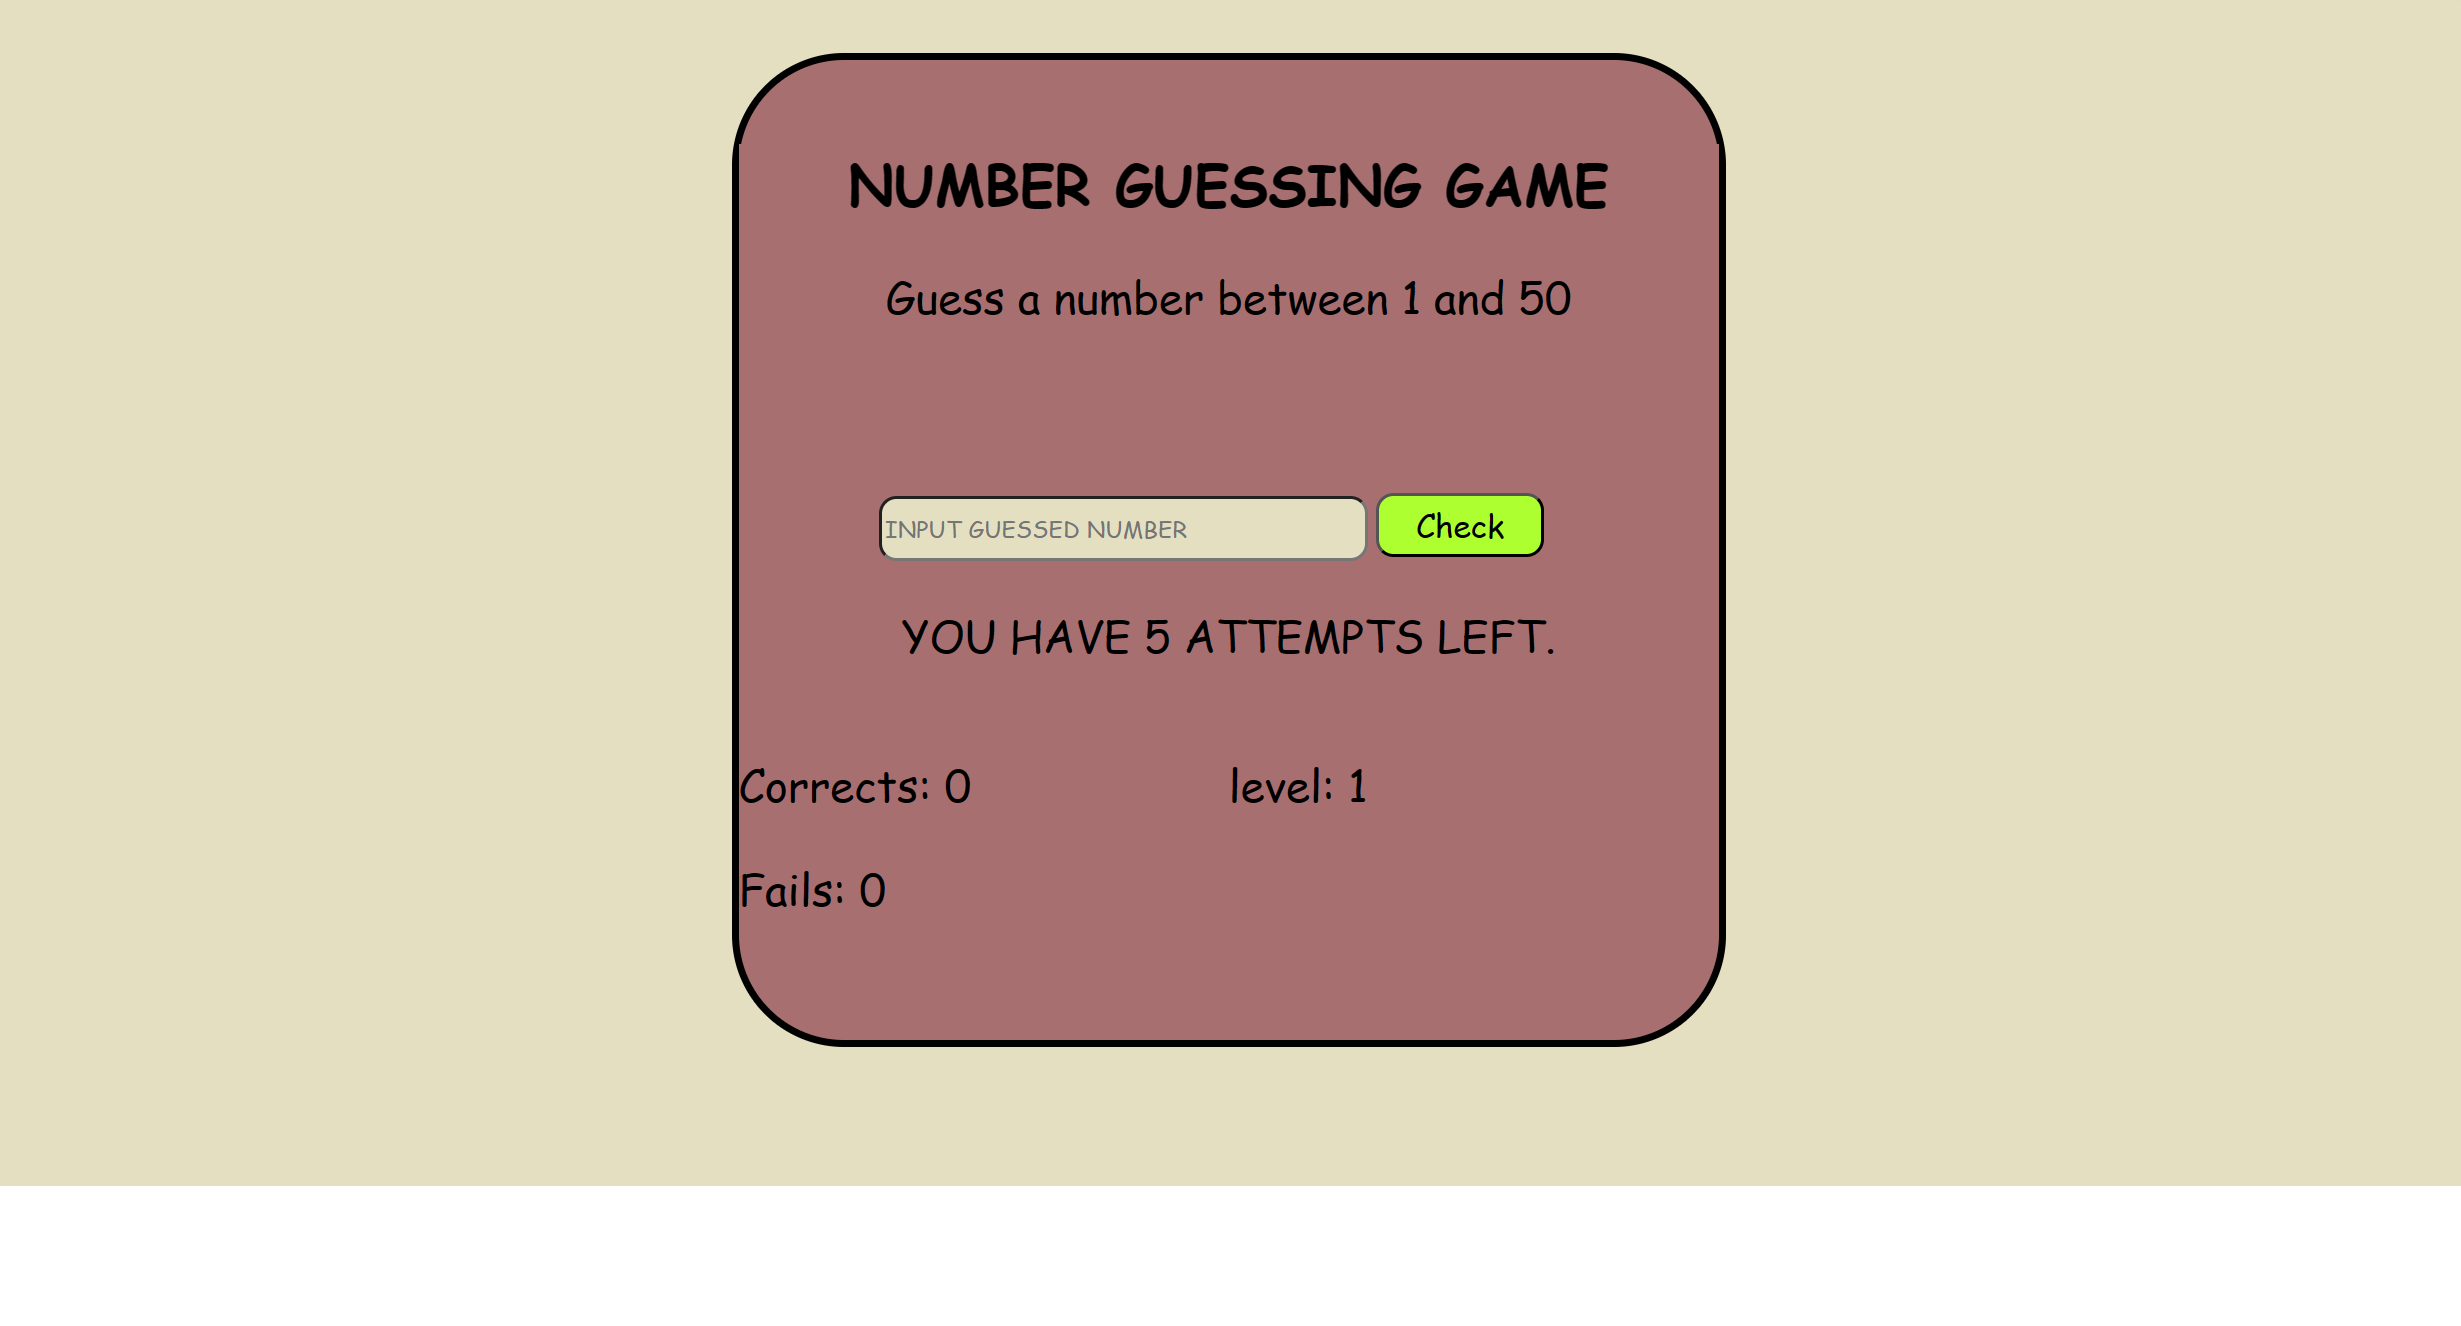 NUMBER GUESSING GAME
Guess a number between 1 and 50
INPUT GUESSED NUMBER
Check
YOU HAVE 5 ATTEMPTS LEFT.
Corrects: 0
level: 1
Fails: 0